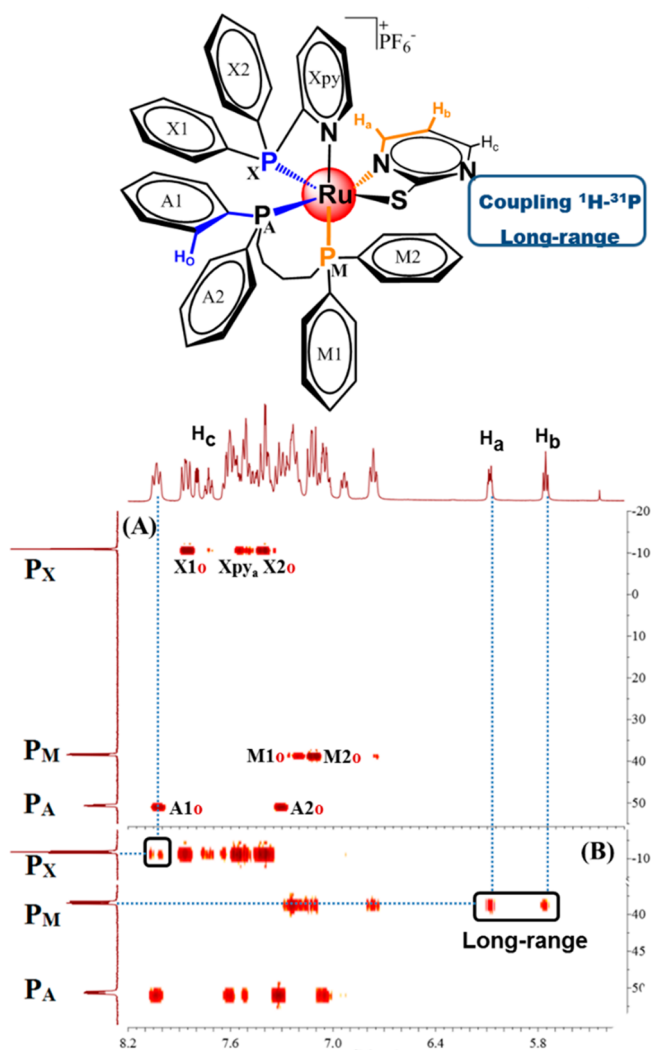 +
PF6-
X2
Xpy
X1
N
Ha
Hb
Hc
P
X
N
N
A1
Ru
S
Coupling ¹H-³¹P
Long-range
P
A
HO
P
M
M2
A2
M1
Hc
Ha
Hb
(A)
-20
PX
-10
X1o Xpya X2o
0
10
20
30
PM
M1o M2o
40
PA
A1o A2o
50
PX
(B)
-10
PM
40
Long-range
45
PA
50
8.2 7.6 7.0 6.4 5.8